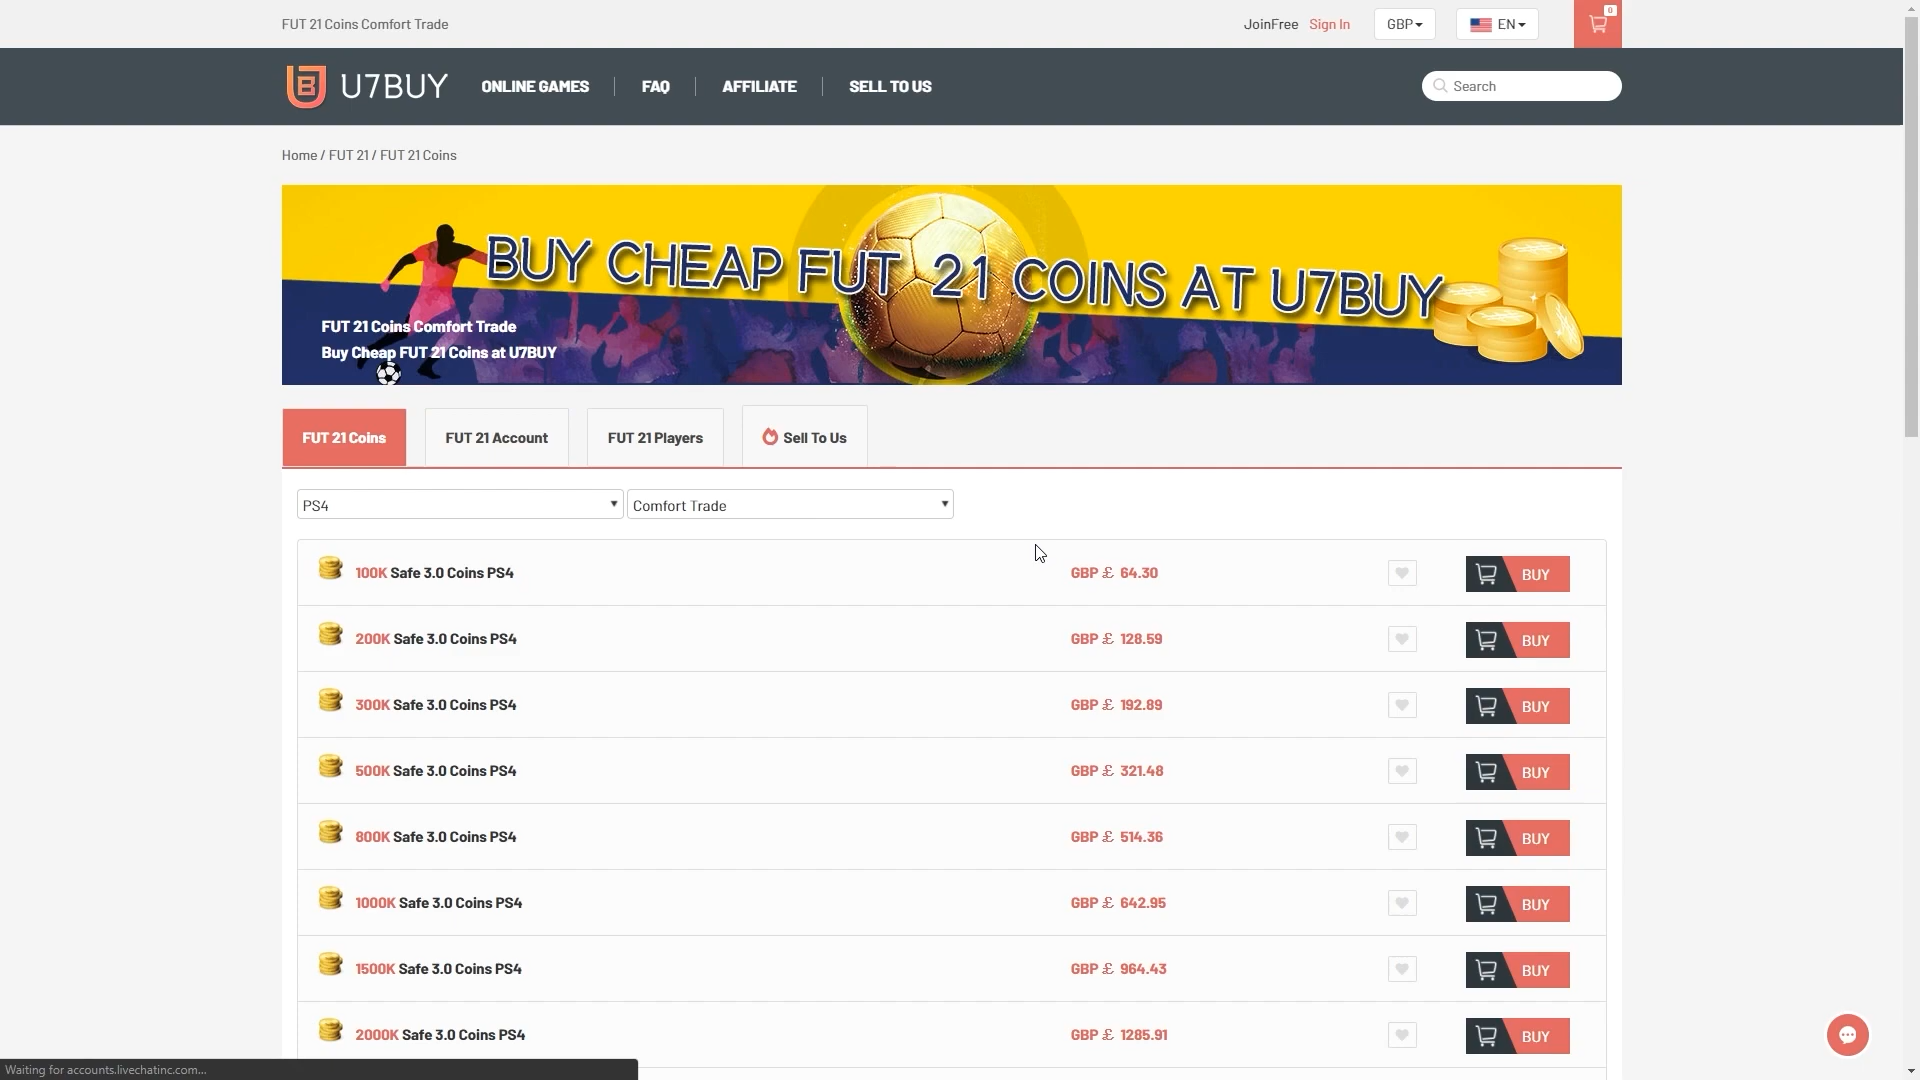 FUT 21 Coins Comfort Trade
JoinFree Sign In GBP EN 0
U7BUY ONLINE GAMES FAQ AFFILIATE SELL TO US Search
Home / FUT 21 / FUT 21 Coins
BUY CHEAP FUT 21 COINS AT U7BUY
FUT 21 Coins Comfort Trade
Buy Cheap FUT 21 Coins at U7BUY
FUT 21 Coins FUT 21 Account FUT 21 Players Sell To Us
PS4 Comfort Trade
100K Safe 3.0 Coins PS4 GBP £ 64.30 BUY
200K Safe 3.0 Coins PS4 GBP £ 128.59 BUY
300K Safe 3.0 Coins PS4 GBP £ 192.89 BUY
500K Safe 3.0 Coins PS4 GBP £ 321.48 BUY
800K Safe 3.0 Coins PS4 GBP £ 514.36 BUY
1000K Safe 3.0 Coins PS4 GBP £ 642.95 BUY
1500K Safe 3.0 Coins PS4 GBP £ 964.43 BUY
2000K Safe 3.0 Coins PS4 GBP £ 1285.91 BUY
Waiting for accounts.livechatinc.com...